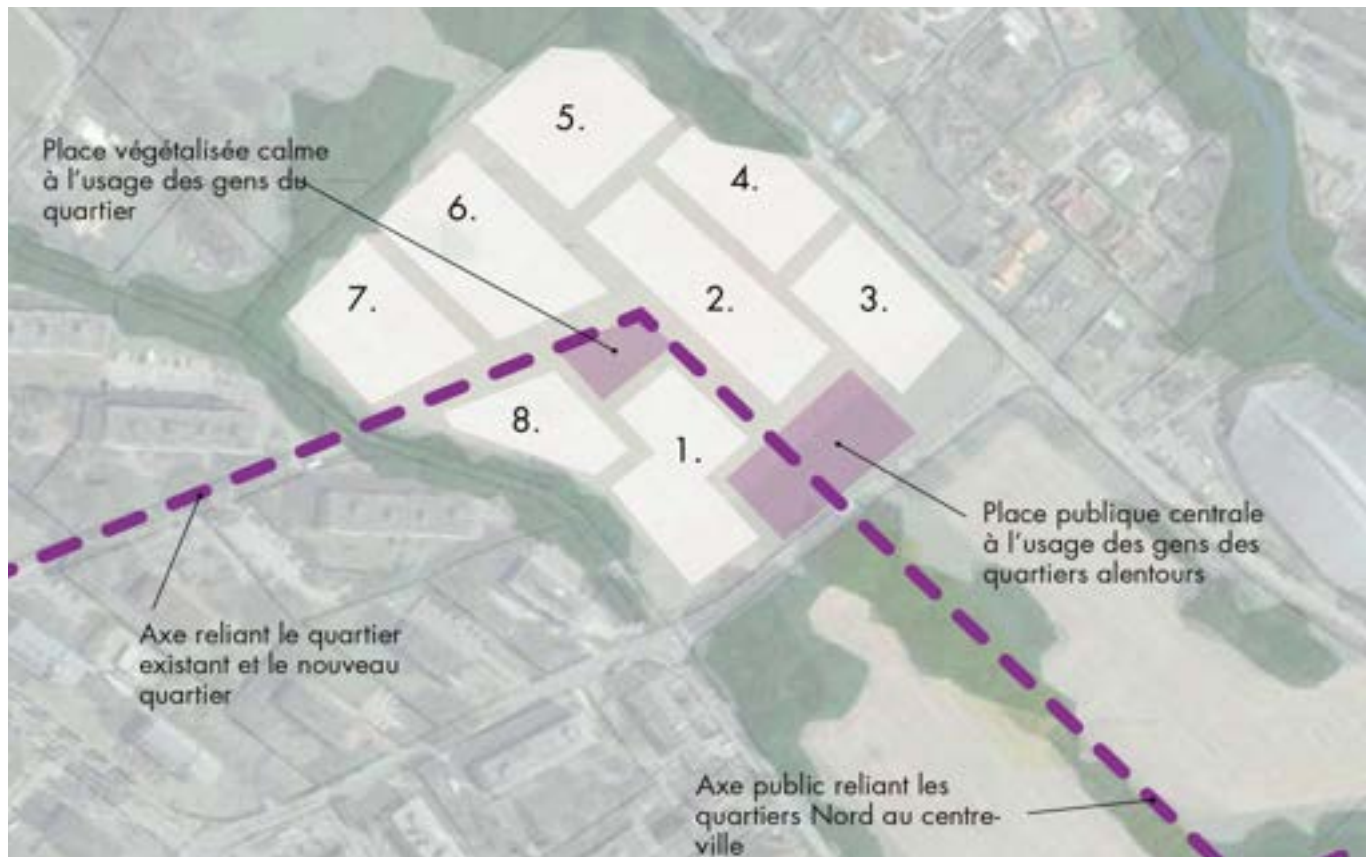 5.
4.
Place végétalisée calme
à l'usage des gens du
quartier
6.
7.
2.
3.
8.
1.
Place publique centrale
à l'usage des gens des
quartiers alentours
Axe reliant le quartier
existant et le nouveau
quartier
Axe public reliant les
quartiers Nord au centre-
ville